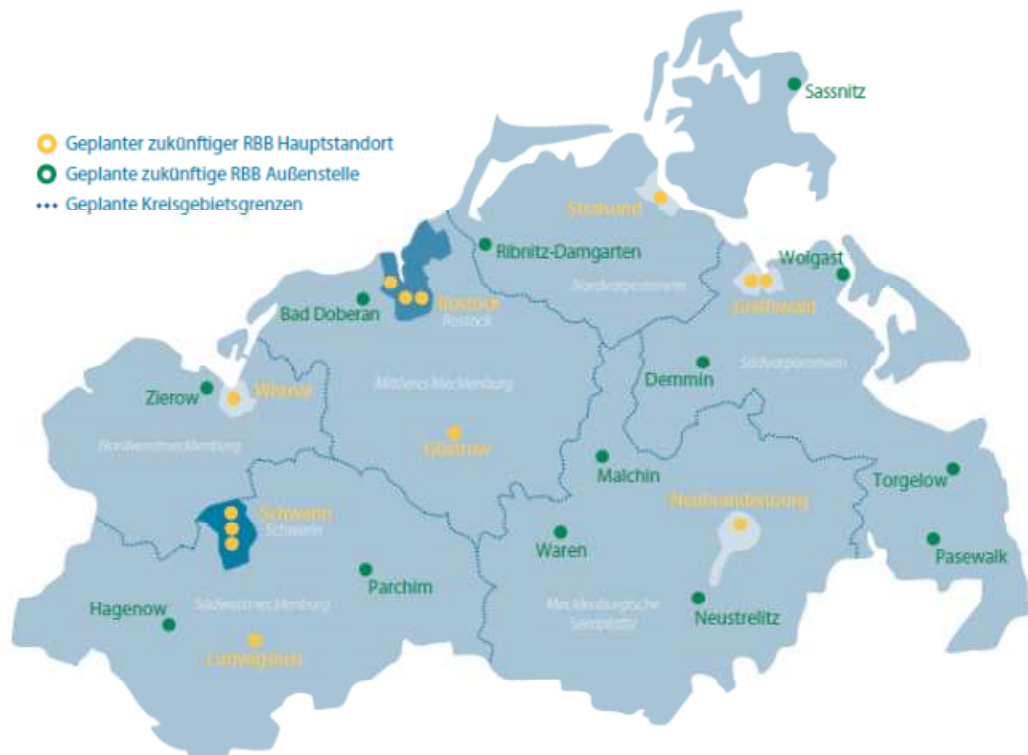 Sassnitz
Geplanter zukünftiger RBB Hauptstandort
Geplante zukünftige RBB Außenstelle
Geplante Kreisgebietsgrenzen
Stralsund
Ribnitz-Damgarten
Wolgast
Nordvorpommern
Greifswald
Bad Doberan
Rostock
Rostock
Südvorpommern
Demmin
Mittleres Mecklenburg
Zierow
Wismar
Nordwestmecklenburg
Güstrow
Malchin
Torgelow
Neubrandenburg
Schwerin
Schwerin
Waren
Pasewalk
Parchim
Hagenow
Südwestmecklenburg
Mecklenburgische
Seenplatte
Neustrelitz
Ludwigslust